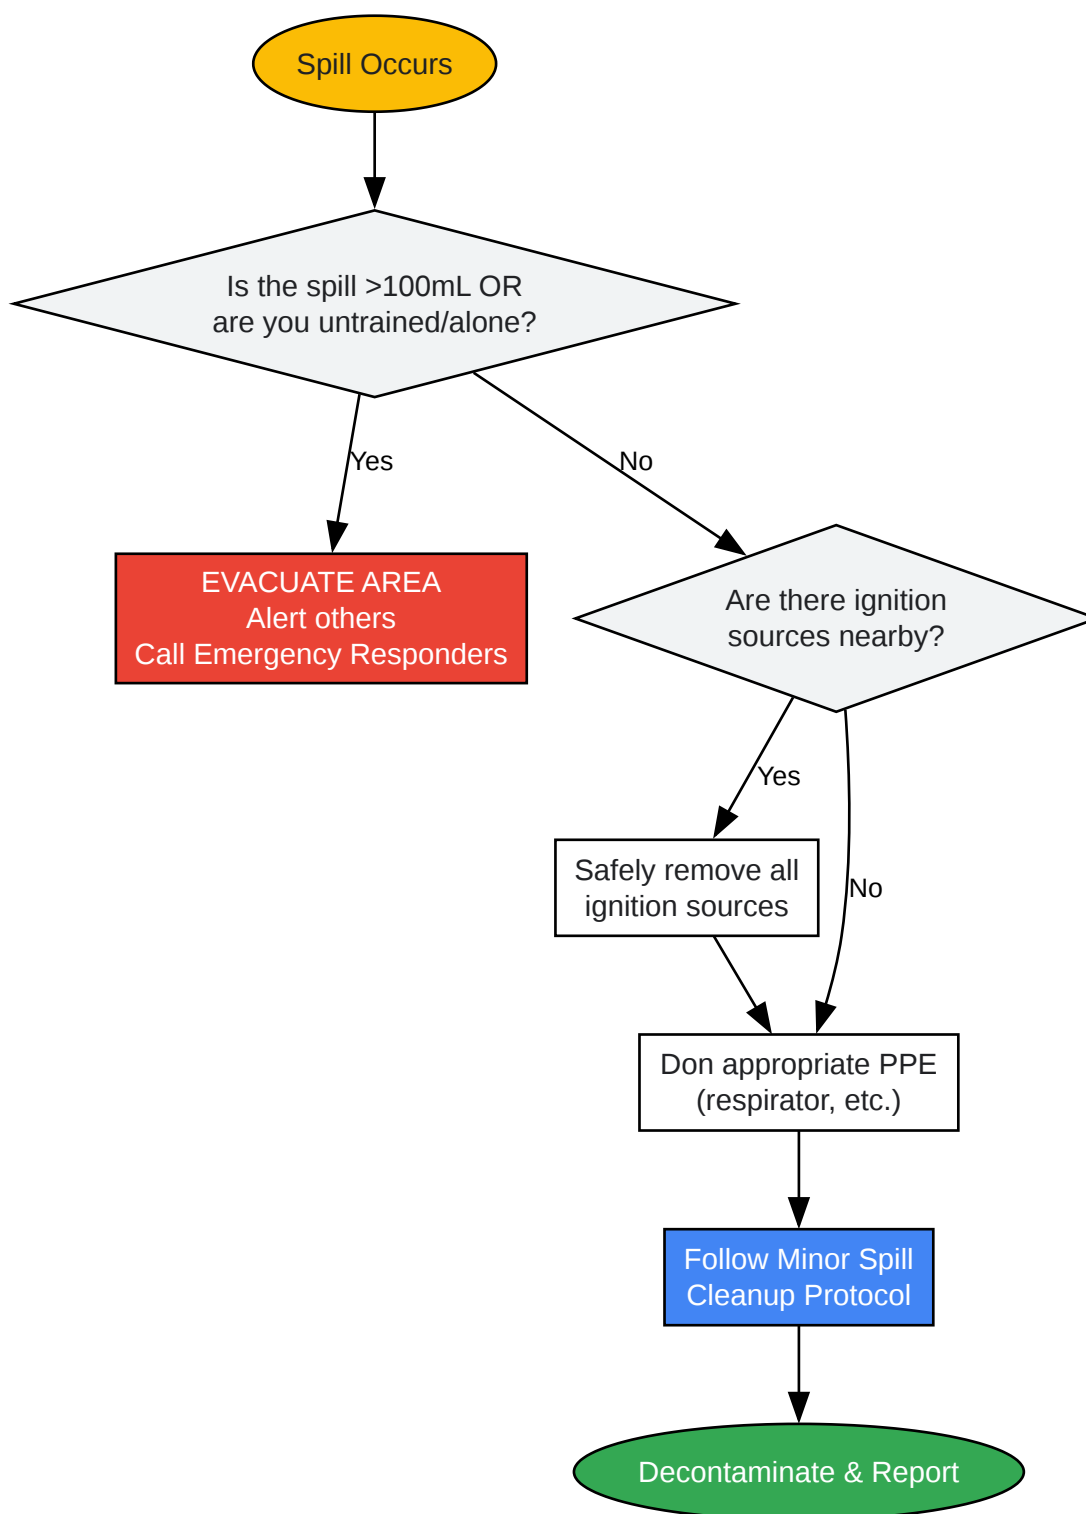 Spill Occurs
Is the spill >100mL OR
are you untrained/alone?
Yes
No
EVACUATE AREA
Alert others
Call Emergency Responders
Are there ignition
sources nearby?
Yes
Safely remove all
ignition sources
No
Don appropriate PPE
(respirator, etc.)
Follow Minor Spill
Cleanup Protocol
Decontaminate & Report